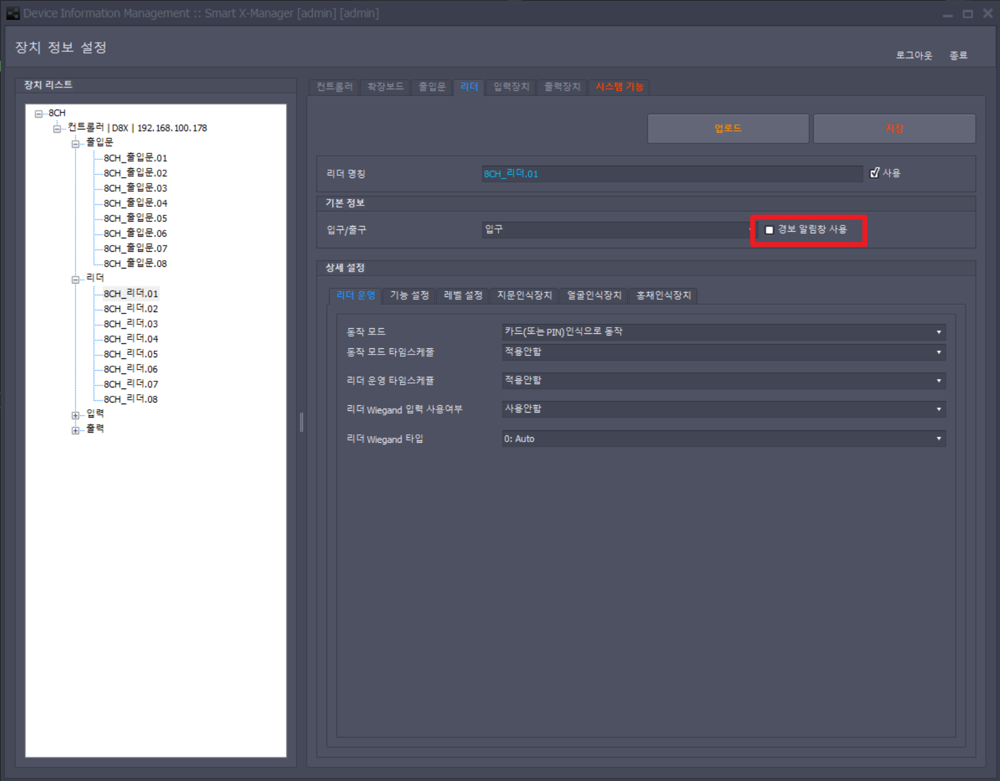 Device Information Management :: Smart X-Manager [admin] [admin]
장치 정보 설정
로그아웃 종료
장치 리스트
8CH
컨트롤러 | D8X | 192.168.100.178
출입문
8CH_출입문.01
8CH_출입문.02
8CH_출입문.03
8CH_출입문.04
8CH_출입문.05
8CH_출입문.06
8CH_출입문.07
8CH_출입문.08
리더
8CH_리더.01
8CH_리더.02
8CH_리더.03
8CH_리더.04
8CH_리더.05
8CH_리더.06
8CH_리더.07
8CH_리더.08
입력
출력
컨트롤러 확장보드 출입문 리더 입력장치 출력장치 시스템 기능
업로드 저장
리더 명칭 8CH_리더.01 사용
기본 정보
입구/출구 입구 경보 알림창 사용
상세 설정
리더 운영 기능 설정 레벨 설정 지문인식장치 얼굴인식장치 홍채인식장치
동작 모드 카드(또는 PIN)인식으로 동작
동작 모드 타임스케쥴 적용안함
리더 운영 타임스케쥴 적용안함
리더 Wiegand 입력 사용여부 사용안함
리더 Wiegand 타입 0: Auto